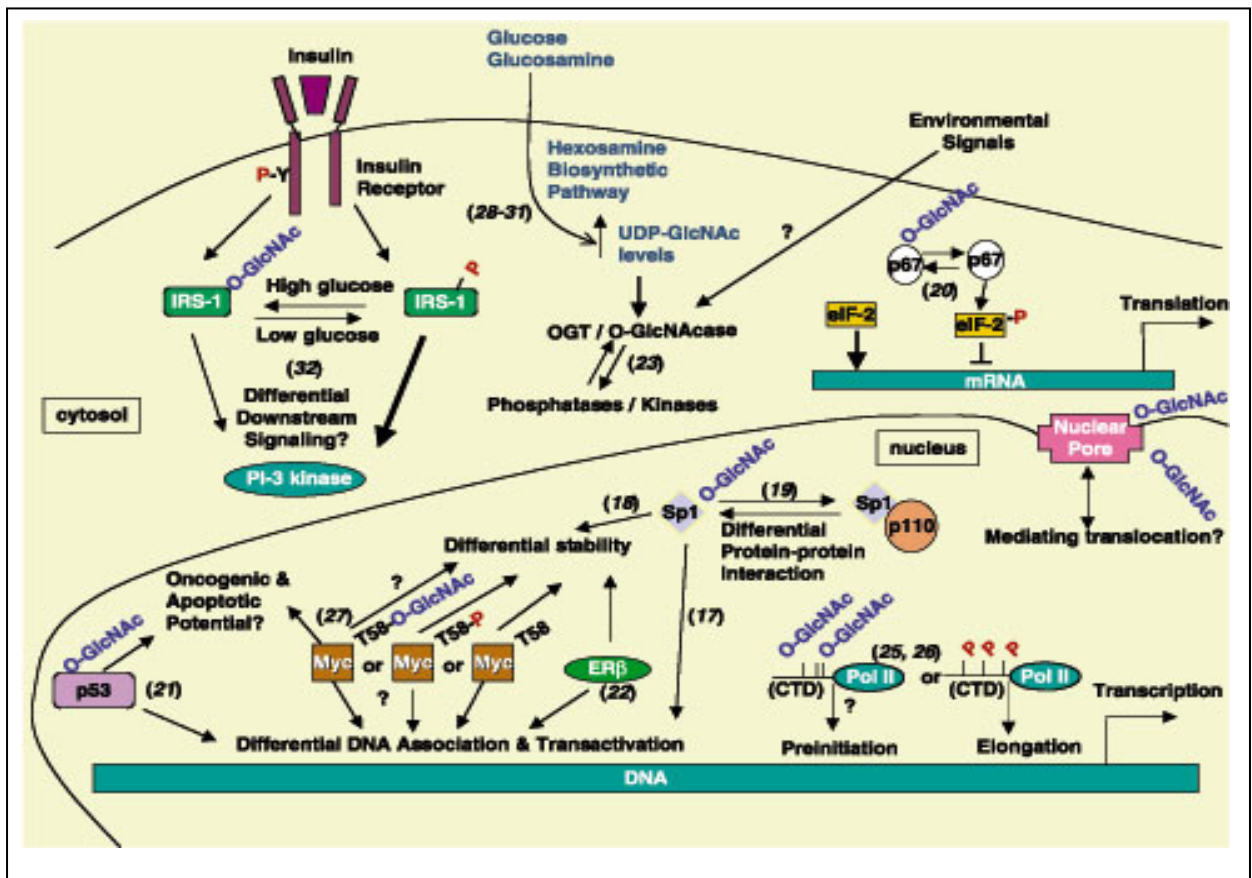 Insulin
Glucose
Glucosamine
Environmental
Signals
P-Y
Insulin
Receptor
Hexosamine
Biosynthetic
Pathway
(28-31)
UDP-GlcNAc
levels
?
O-GlcNAc
p67
p67
(20)
O-GlcNAc
IRS-1
High glucose
Low glucose
P
IRS-1
(32)
Differential
Downstream
Signaling?
PI-3 kinase
OGT / O-GlcNAcase
(23)
Phosphatases / Kinases
eIF-2
eIF-2-P
Translation
mRNA
cytosol
nucleus
Nuclear
Pore
O-GlcNAc
O-GlcNAc
Mediating translocation?
O-GlcNAc
(18)
Sp1
(19)
Sp1
p110
Differential
Protein-protein
Interaction
Differential stability
(17)
Oncogenic &
Apoptotic
Potential?
O-GlcNAc
p53
(21)
(27)
?
T58-O-GlcNAc
T58-P
T58
Myc or Myc or Myc
?
ERβ
(22)
Differential DNA Association & Transactivation
O-GlcNAc
O-GlcNAc
(25, 26)
P P P
(CTD)
Pol II
or
(CTD)
Pol II
?
Preinitiation
Elongation
Transcription
DNA